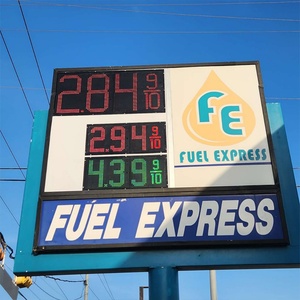 2.84 9/10
2.94 9/10
4.39 9/10
FE
FUEL EXPRESS
FUEL EXPRESS